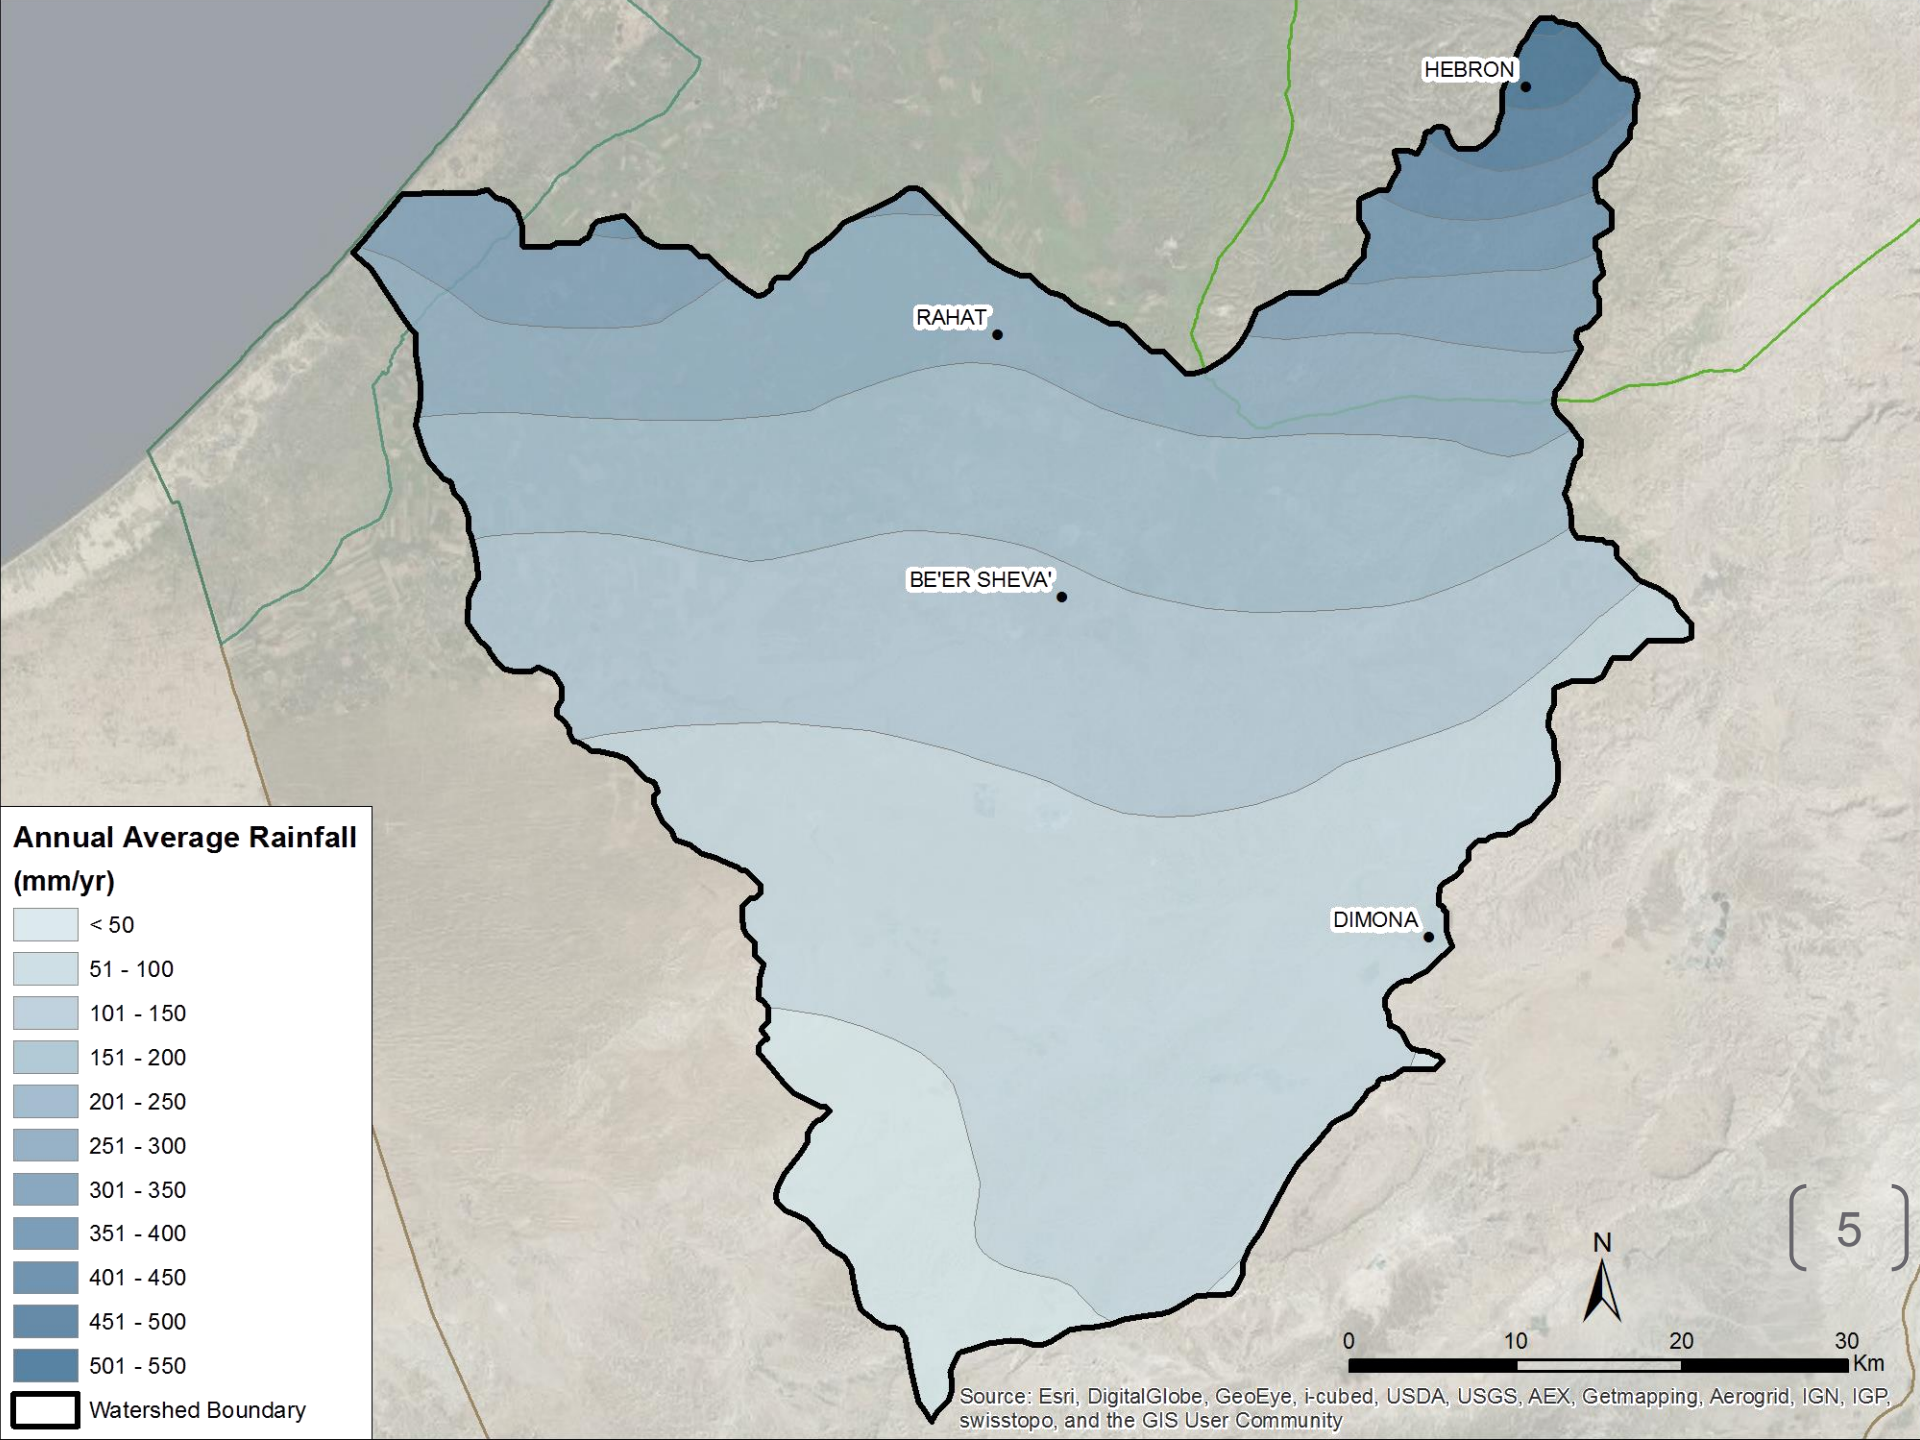 HEBRON
RAHAT
BE'ER SHEVA'
DIMONA
Annual Average Rainfall
(mm/yr)
< 50
51 - 100
101 - 150
151 - 200
201 - 250
251 - 300
301 - 350
351 - 400
401 - 450
451 - 500
501 - 550
Watershed Boundary
5
N
0 10 20 30
Km
Source: Esri, DigitalGlobe, GeoEye, i-cubed, USDA, USGS, AEX, Getmapping, Aerogrid, IGN, IGP,
swisstopo, and the GIS User Community